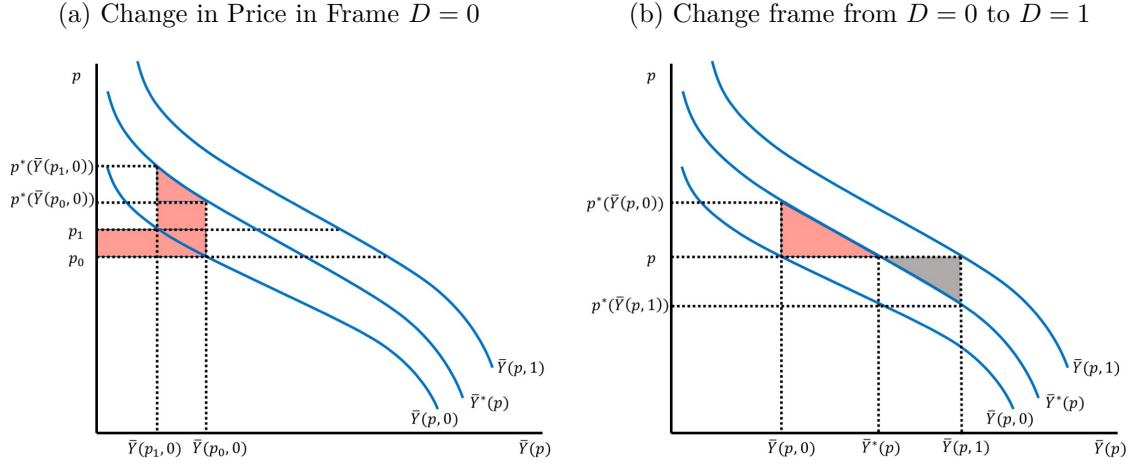 (a) Change in Price in Frame D = 0
p
p*(Ȳ(p₁, 0))
p*(Ȳ(p₀, 0))
p₁
p₀
Ȳ(p, 1)
Ȳ*(p)
Ȳ(p, 0)
Ȳ(p₁, 0) Ȳ(p₀, 0) Ȳ(p)
(b) Change frame from D = 0 to D = 1
p
p*(Ȳ(p, 0))
p
p*(Ȳ(p, 1))
Ȳ(p, 1)
Ȳ*(p)
Ȳ(p, 0)
Ȳ(p, 0) Ȳ*(p) Ȳ(p, 1) Ȳ(p)